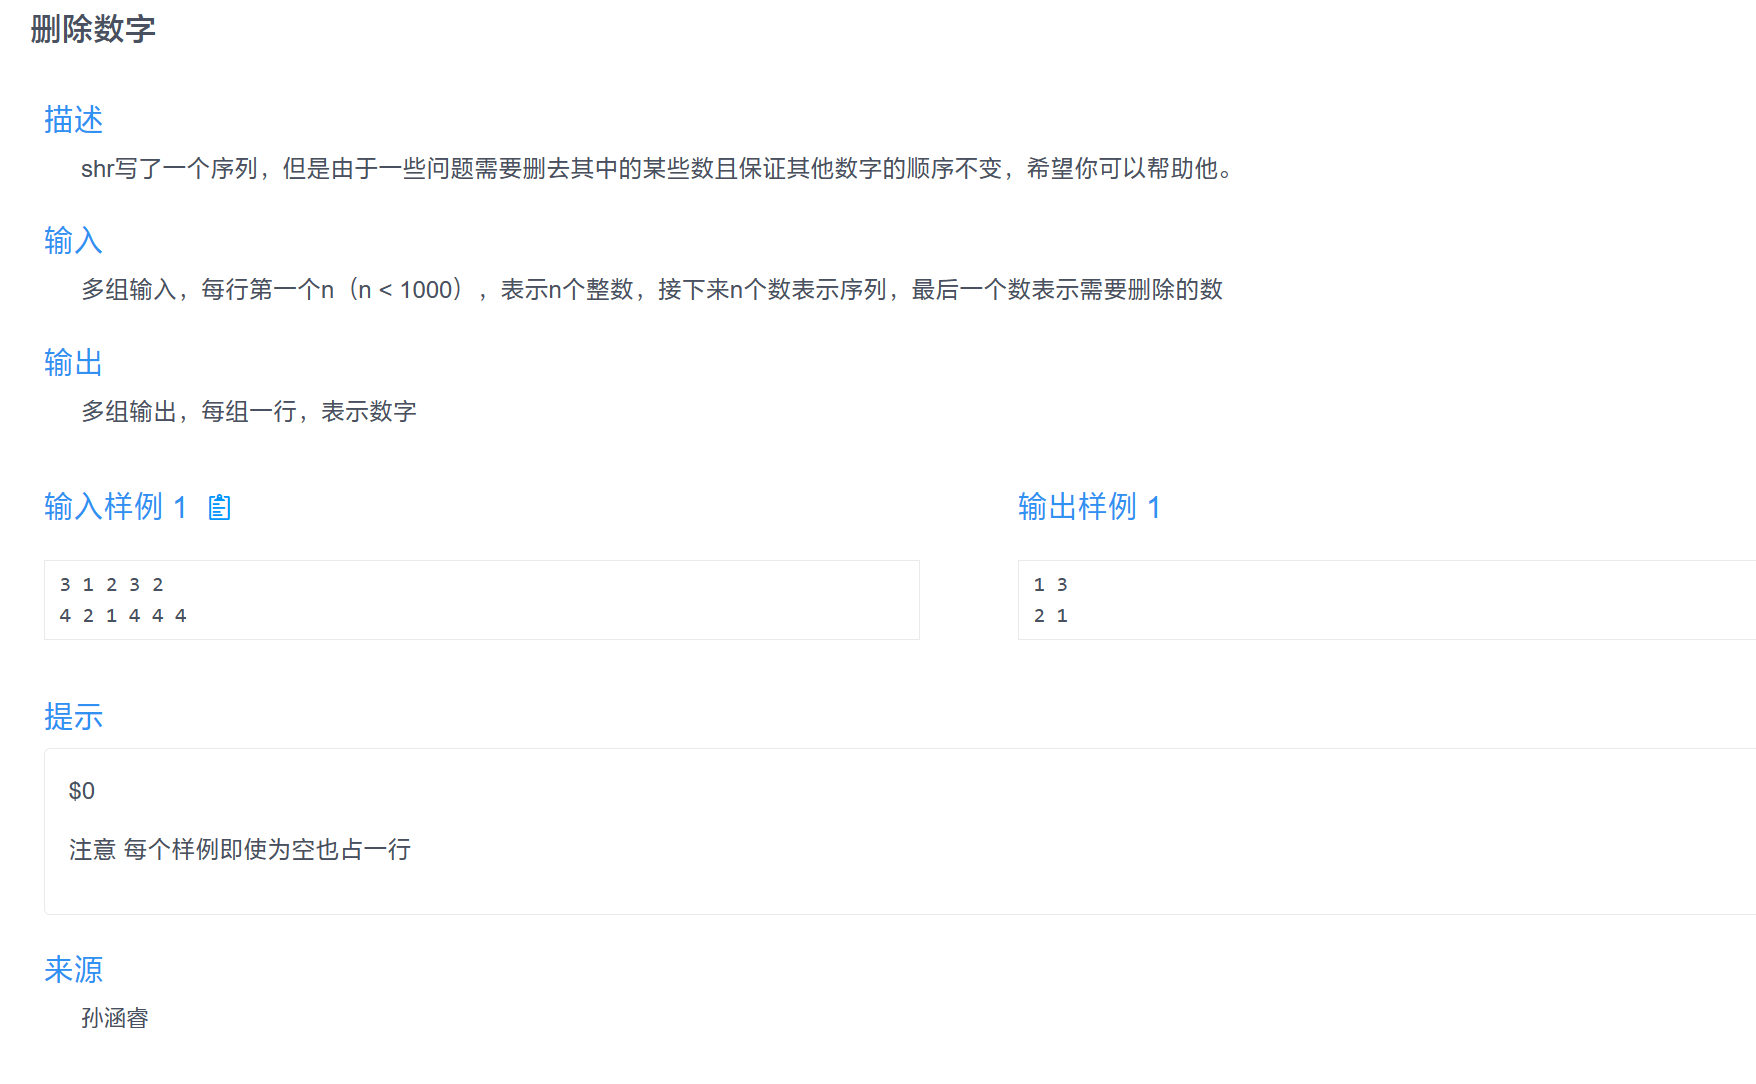 删除数字
描述
shr写了一个序列，但是由于一些问题需要删去其中的某些数且保证其他数字的顺序不变，希望你可以帮助他。
输入
多组输入，每行第一个n（n < 1000），表示n个整数，接下来n个数表示序列，最后一个数表示需要删除的数
输出
多组输出，每组一行，表示数字
输入样例 1
3 1 2 3 2
4 2 1 4 4 4
输出样例 1
1 3
2 1
提示
$0
注意 每个样例即使为空也占一行
来源
孙涵睿